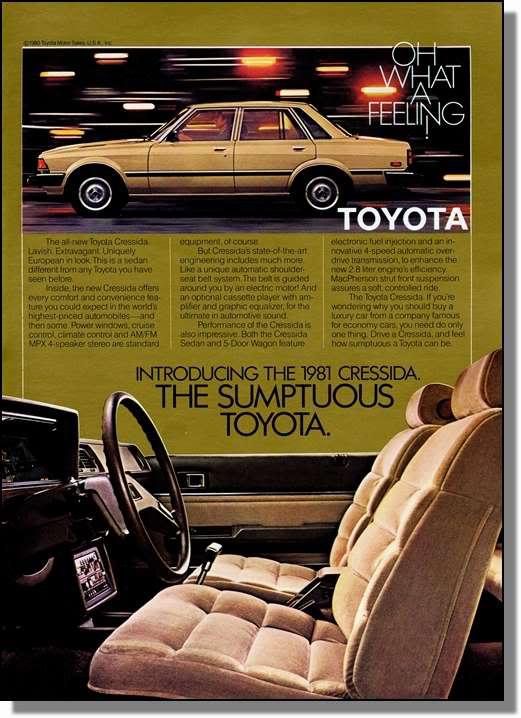 ©1980 Toyota Motor Sales, U.S.A., Inc.
OH
WHAT
A
FEELING!
TOYOTA
The all-new Toyota Cressida.
Lavish. Extravagant. Uniquely
European in look. This is a sedan
different from any Toyota you have
seen before.
Inside, the new Cressida offers
every comfort and convenience fea-
ture you could expect in the world's
highest-priced automobiles—and
then some. Power windows, cruise
control, climate control and AM/FM
MPX 4-speaker stereo are standard
equipment, of course.
But Cressida's state-of-the-art
engineering includes much more.
Like a unique automatic shoulder-
seat belt system. The belt is guided
around you by an electric motor! And
an optional cassette player with am-
plifier and graphic equalizer, for the
ultimate in automotive sound.
Performance of the Cressida is
also impressive. Both the Cressida
Sedan and 5-Door Wagon feature
electronic fuel injection and an in-
novative 4-speed automatic over-
drive transmission, to enhance the
new 2.8 liter engine's efficiency.
MacPherson strut front suspension
assures a soft, controlled ride.
The Toyota Cressida. If you're
wondering why you should buy a
luxury car from a company famous
for economy cars, you need do only
one thing. Drive a Cressida, and feel
how sumptuous a Toyota can be.
INTRODUCING THE 1981 CRESSIDA.
THE SUMPTUOUS
TOYOTA.